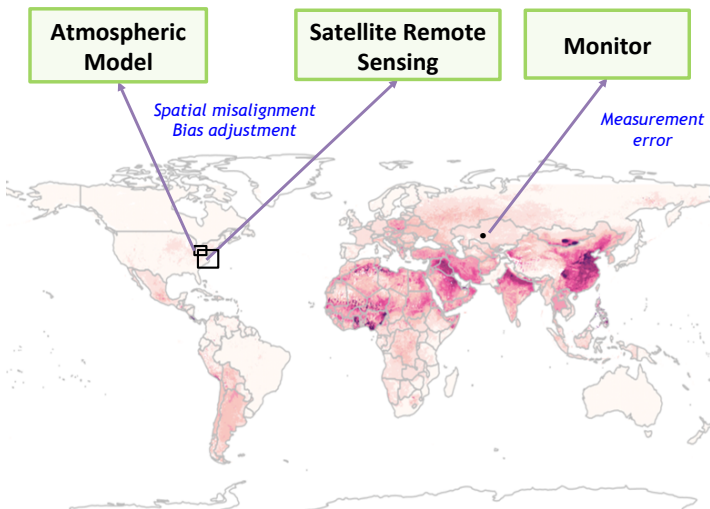 Atmospheric
Model
Satellite Remote
Sensing
Monitor
Spatial misalignment
Bias adjustment
Measurement
error